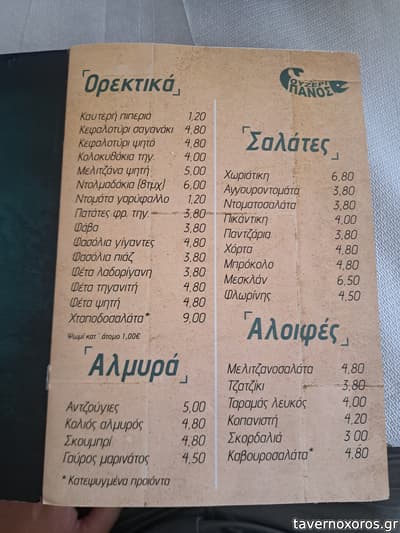 Ορεκτικά
Καυτερή πιπεριά 1,20
Κεφαλοτύρι σαγανάκι 4,80
Κεφαλοτύρι ψητό 4,80
Κολοκυθάκια τηγ. 4,00
Μελιτζάνα ψητή 5,00
Ντολμαδάκια (8τμχ) 6,00
Ντομάτα γαρύφαλλο 1,20
Πατάτες φρ. τηγ. 3,80
Φάβα 3,80
Φασόλια γίγαντες 4,80
Φασόλια πιάζ 3,80
Φέτα λαδορίγανη 3,80
Φέτα τηγανιτή 4,80
Φέτα ψητή 4,80
Χταποδοσαλάτα* 9,00
Ψωμί κατ' άτομο 1,00€
Αλμυρά
Αντζούγιες 5,00
Κολιός αλμυρός 4,80
Σκουμπρί 4,80
Γαύρος μαρινάτος 4,50
* Κατεψυγμένα προϊόντα
ΟΥΖΕΡΙ
ΠΑΝΟΣ
Σαλάτες
Χωριάτικη 6,80
Αγγουροντομάτα 3,80
Ντοματοσαλάτα 3,80
Πικάντικη 4,00
Παντζάρια 3,80
Χόρτα 4,80
Μπρόκολο 4,80
Μεσκλάν 6,50
Φλωρίνης 4,50
Αλοιφές
Μελιτζανοσαλάτα 4,80
Τζατζίκι 3,80
Ταραμάς λευκός 4,00
Κοπανιστή 4,20
Σκορδαλιά 3 00
Καβουροσαλάτα* 4,80
tavernoxoros.gr